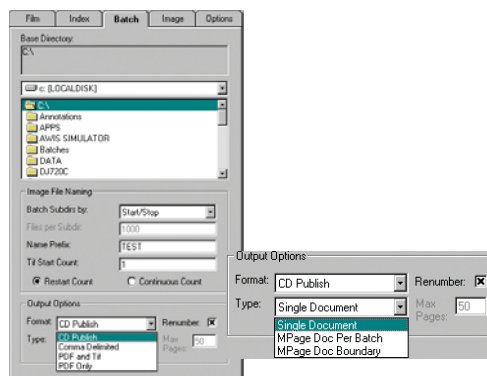 Film Index Batch Image Options
Base Directory:
C:\
c: [LOCALDISK]
C:\
Annotations
APPS
AWIS SIMULATOR
Batches
DATA
DJ720C
Image File Naming
Batch Subdirs by: Start/Stop
Files per Subdir: 1000
Name Prefix: TEST
Tif Start Count: 1
Restart Count Continuous Count
Output Options
Format: CD Publish Renumber:
CD Publish
Comma Delimited
PDF and Tif
PDF Only
Type: Max Pages: 50
Output Options
Format: CD Publish Renumber:
Type: Single Document Max Pages: 50
Single Document
MPage Doc Per Batch
MPage Doc Boundary